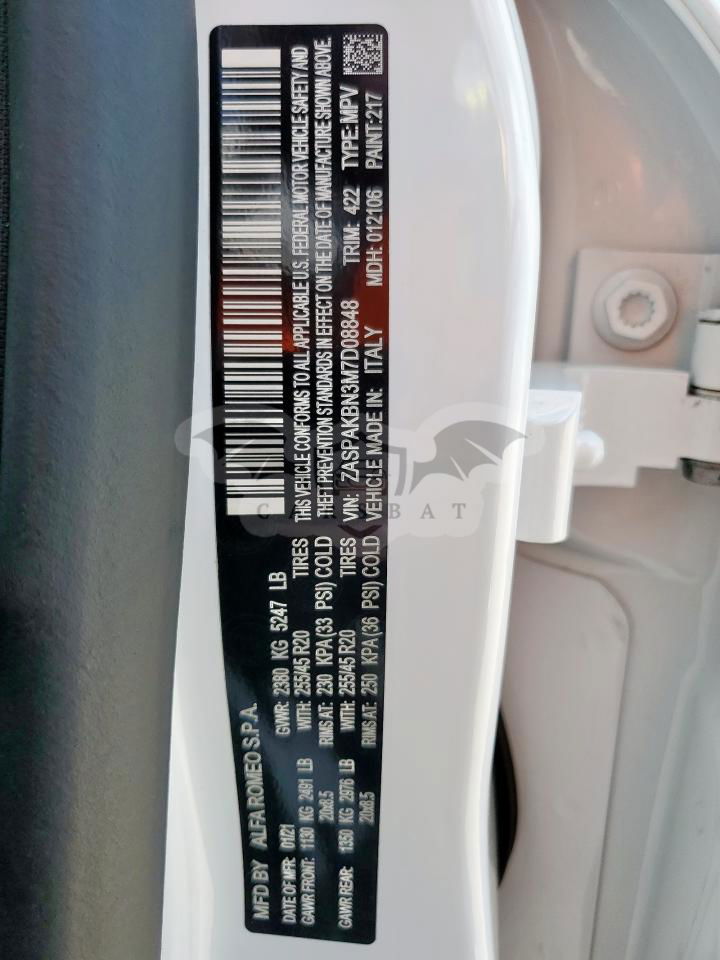 MFD BY ALFA ROMEO S.P.A.
DATE OF MFR: 01/21 GVWR: 2380 KG 5247 LB
GAWR FRONT: 1130 KG 2491 LB WITH: 255/45 R20 TIRES
20x8.5 RIMS AT: 230 KPA(33 PSI) COLD
GAWR REAR: 1350 KG 2976 LB WITH: 255/45 R20 TIRES
20x8.5 RIMS AT: 250 KPA(36 PSI) COLD
THIS VEHICLE CONFORMS TO ALL APPLICABLE U.S. FEDERAL MOTOR VEHICLE SAFETY AND
THEFT PREVENTION STANDARDS IN EFFECT ON THE DATE OF MANUFACTURE SHOWN ABOVE.
VIN: ZASPAKBN3M7D08848 TRIM: 422 TYPE:MPV
VEHICLE MADE IN: ITALY MDH: 012106 PAINT:217
CARSBAT